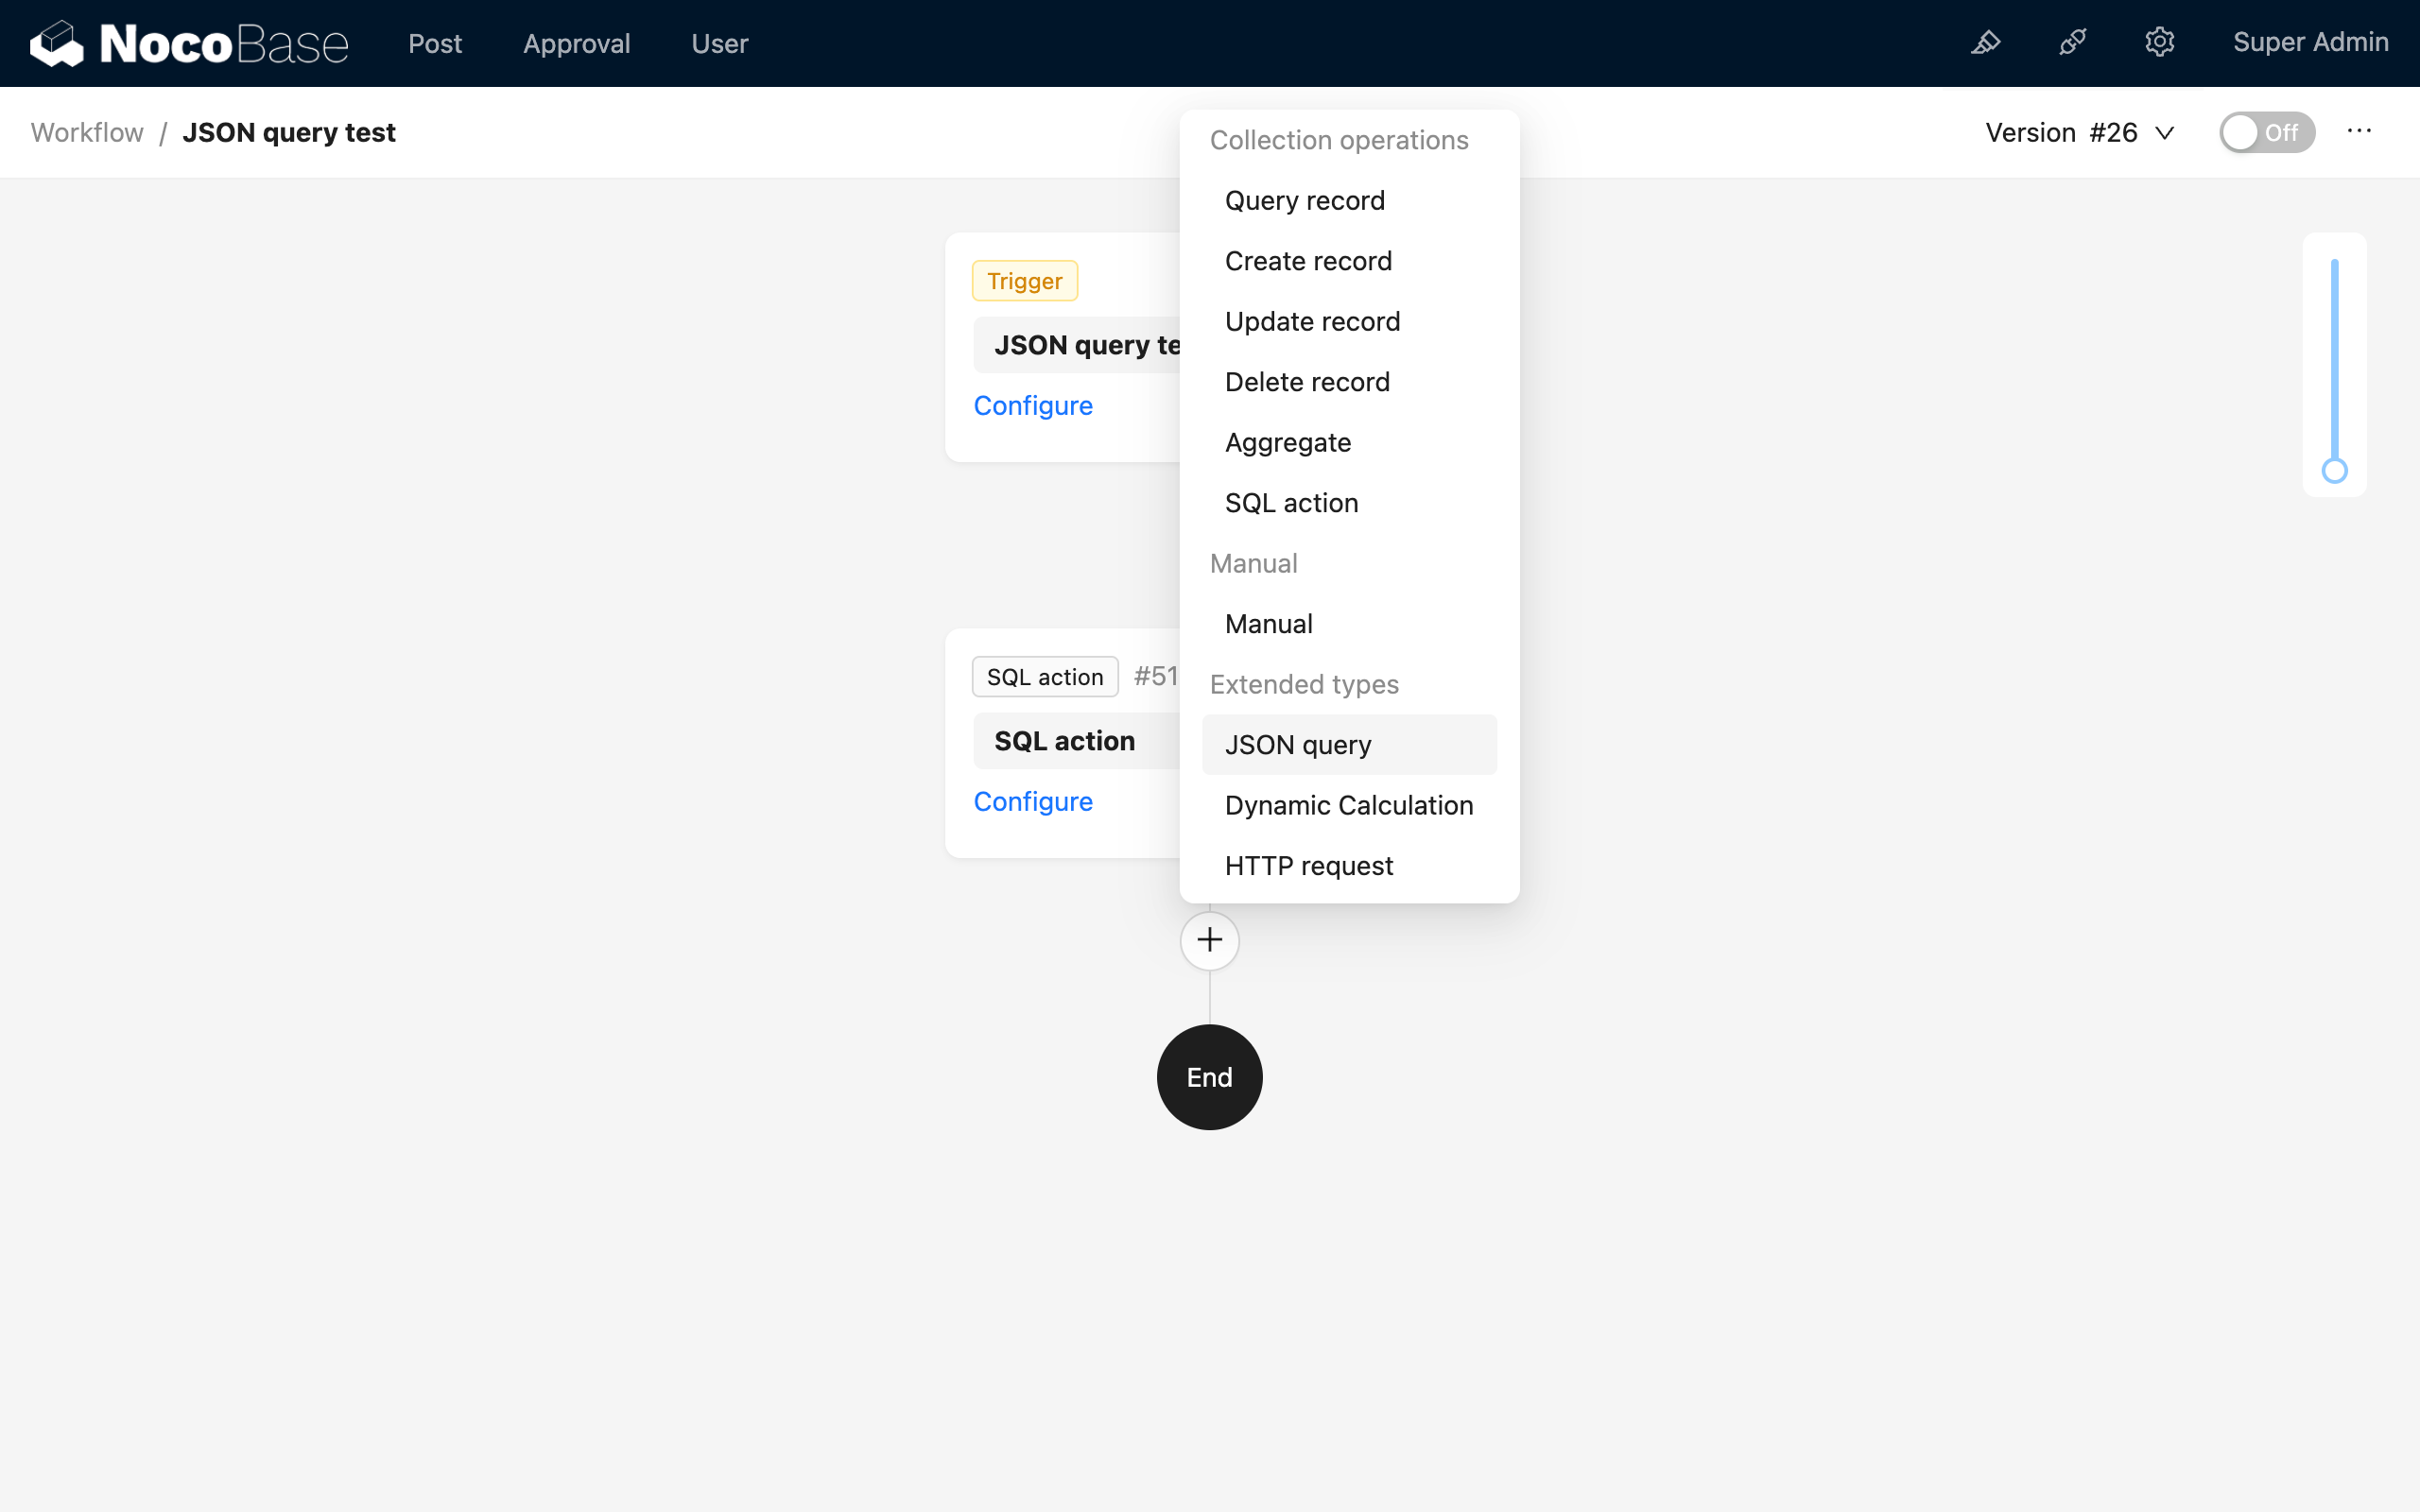 NocoBase Post Approval User Super Admin
Workflow / JSON query test Version #26 Off ...
Collection operations
Query record
Create record
Update record
Delete record
Aggregate
SQL action
Manual
Manual
Extended types
JSON query
Dynamic Calculation
HTTP request
Trigger
JSON query te
Configure
SQL action #51
SQL action
Configure
End